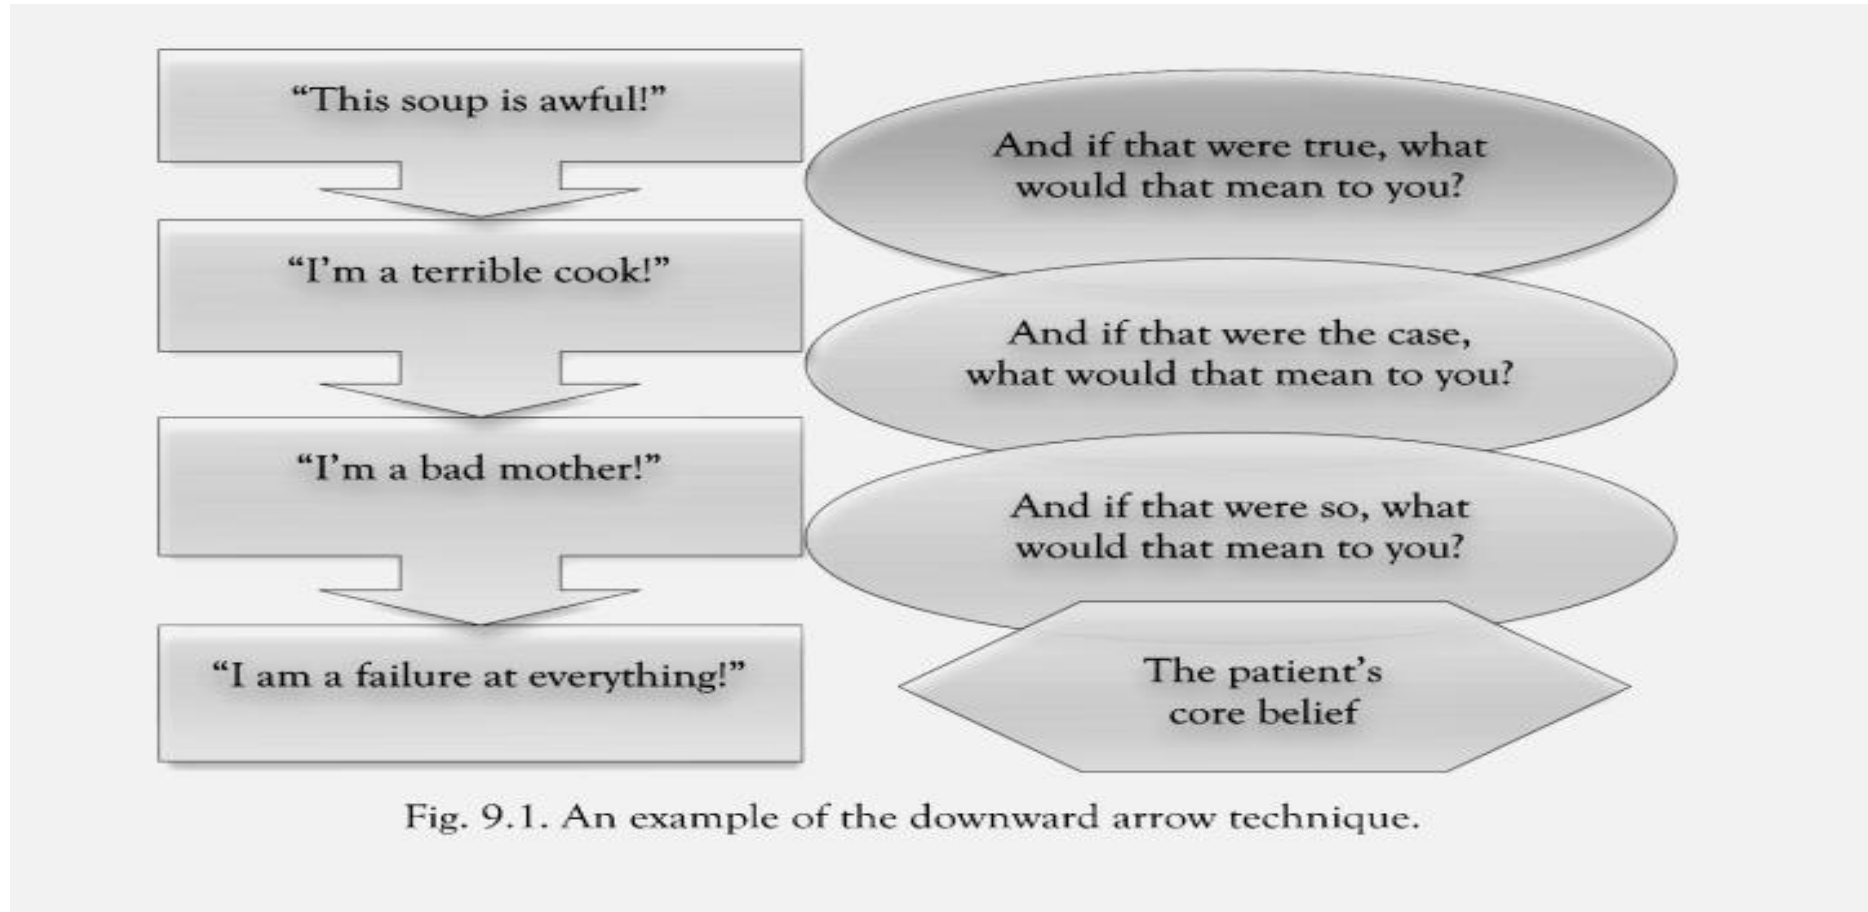 “This soup is awful!”
And if that were true, what
would that mean to you?
“I’m a terrible cook!”
And if that were the case,
what would that mean to you?
“I’m a bad mother!”
And if that were so, what
would that mean to you?
“I am a failure at everything!”
The patient’s
core belief
Fig. 9.1. An example of the downward arrow technique.